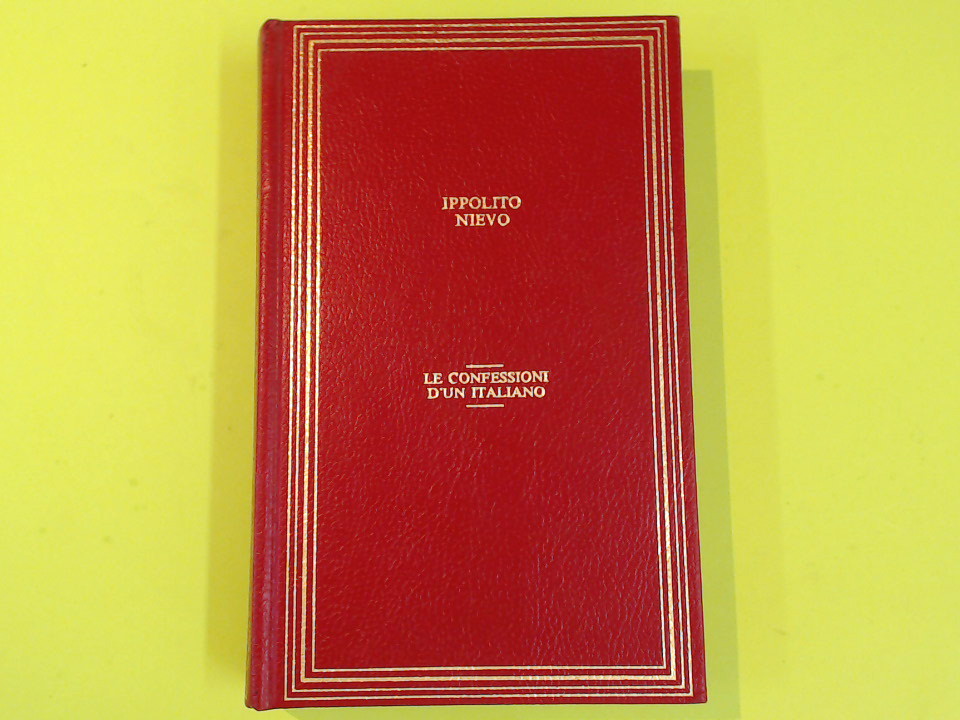 IPPOLITO
NIEVO
LE CONFESSIONI
D'UN ITALIANO